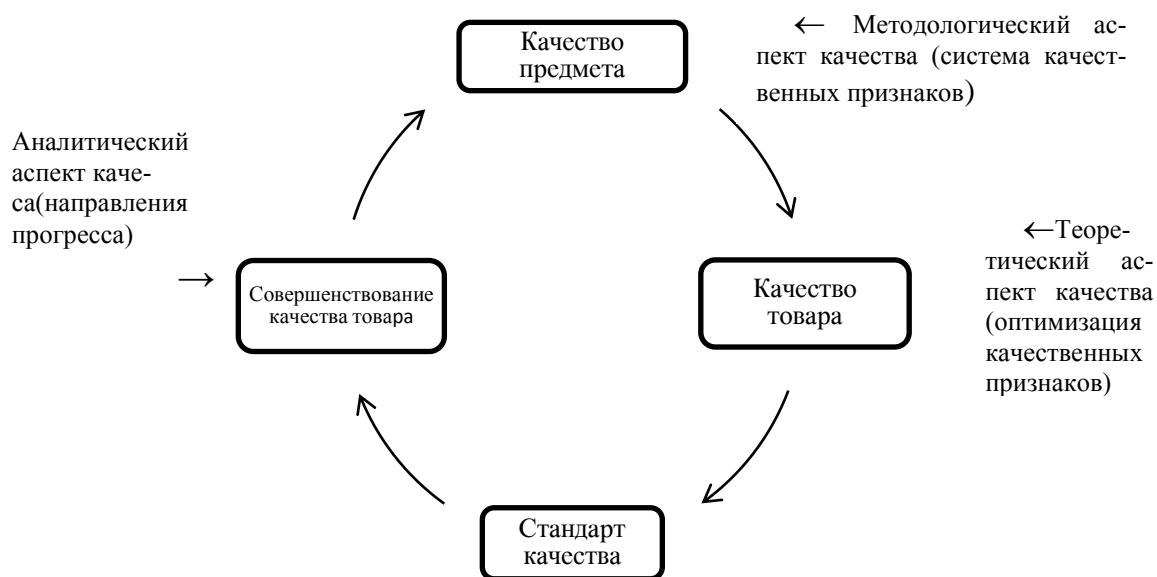 Качество
предмета
← Методологический ас-
пект качества (система качест-
венных признаков)
Аналитический
аспект каче-
са(направления
прогресса)
→
Совершенствование
качества товара
Качество
товара
←Теоре-
тический ас-
пект качества
(оптимизация
качественных
признаков)
Стандарт
качества